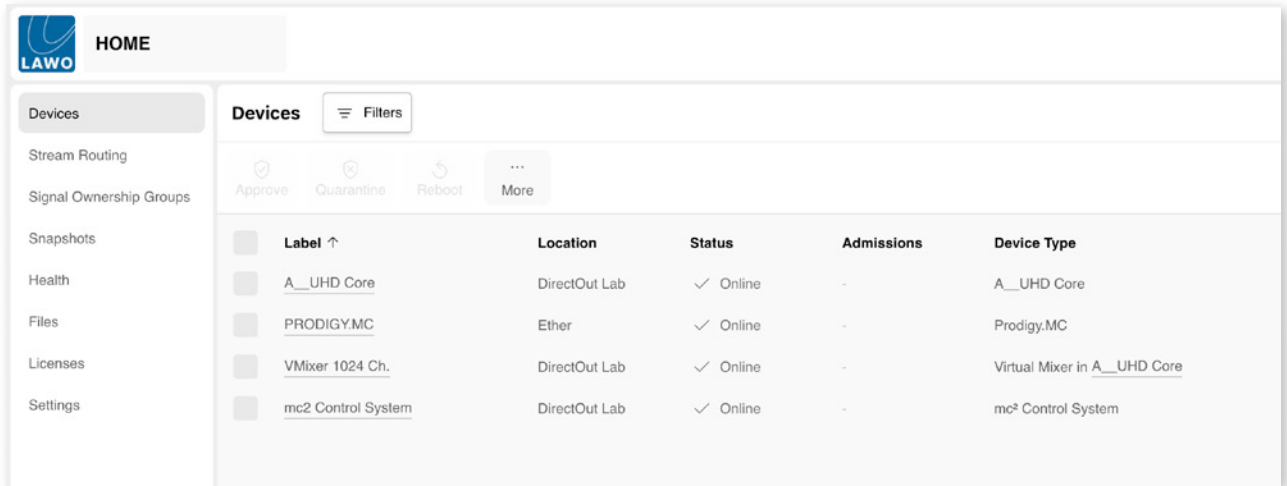 LAWO
HOME
Devices
Stream Routing
Signal Ownership Groups
Snapshots
Health
Files
Licenses
Settings
Devices Filters
Approve Quarantine Reboot ... More
Label ↑ Location Status Admissions Device Type
A__UHD Core DirectOut Lab ✓ Online - A__UHD Core
PRODIGY.MC Ether ✓ Online - Prodigy.MC
VMixer 1024 Ch. DirectOut Lab ✓ Online - Virtual Mixer in A__UHD Core
mc2 Control System DirectOut Lab ✓ Online - mc² Control System